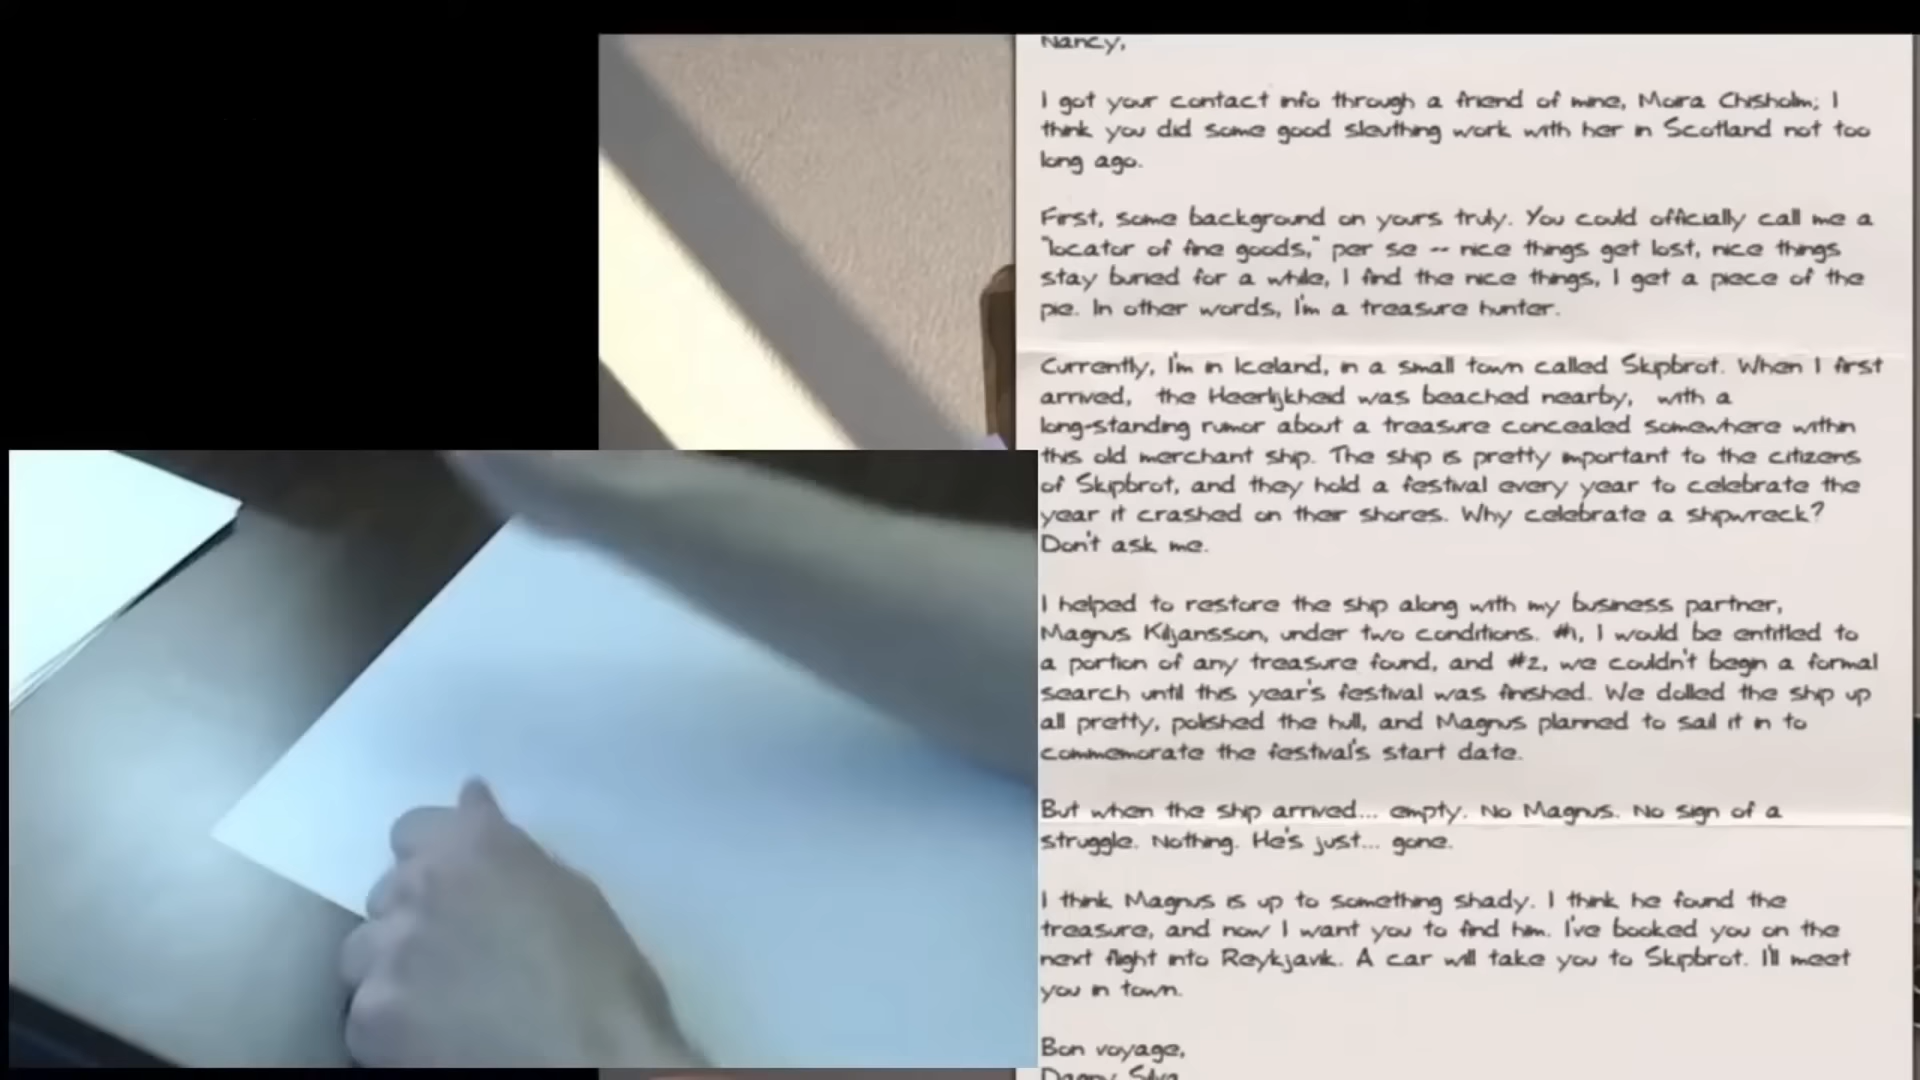 Nancy,
I got your contact info through a friend of mine, Moira Chisholm; I
think you did some good sleuthing work with her in Scotland not too
long ago.
First, some background on yours truly. You could officially call me a
"locator of fine goods," per se -- nice things get lost, nice things
stay buried for a while, I find the nice things, I get a piece of the
pie. In other words, I'm a treasure hunter.
Currently, I'm in Iceland, in a small town called Skipbrot. When I first
arrived, the Heerlijkheid was beached nearby, with a
long-standing rumor about a treasure concealed somewhere within
this old merchant ship. The ship is pretty important to the citizens
of Skipbrot, and they hold a festival every year to celebrate the
year it crashed on their shores. Why celebrate a shipwreck?
Don't ask me.
I helped to restore the ship along with my business partner,
Magnus Kiljansson, under two conditions. #1, I would be entitled to
a portion of any treasure found, and #2, we couldn't begin a formal
search until this year's festival was finished. We dolled the ship up
all pretty, polished the hull, and Magnus planned to sail it in to
commemorate the festival's start date.
But when the ship arrived... empty. No Magnus. No sign of a
struggle. Nothing. He's just... gone.
I think Magnus is up to something shady. I think he found the
treasure, and now I want you to find him. I've booked you on the
next flight into Reykjavik. A car will take you to Skipbrot. I'll meet
you in town.
Bon voyage,
Dagny Silva